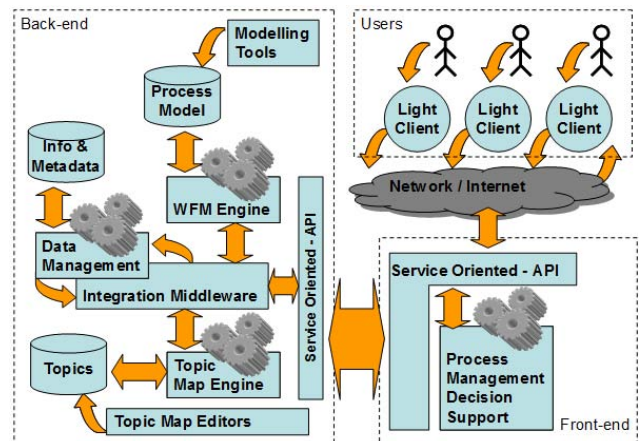 Back-end
Modelling
Tools
Process
Model
Info &
Metadata
WFM Engine
Data
Management
Integration Middleware
Service Oriented - API
Topics
Topic
Map Engine
Topic Map Editors
Users
Light
Client
Light
Client
Light
Client
Network / Internet
Service Oriented - API
Process
Management
Decision
Support
Front-end